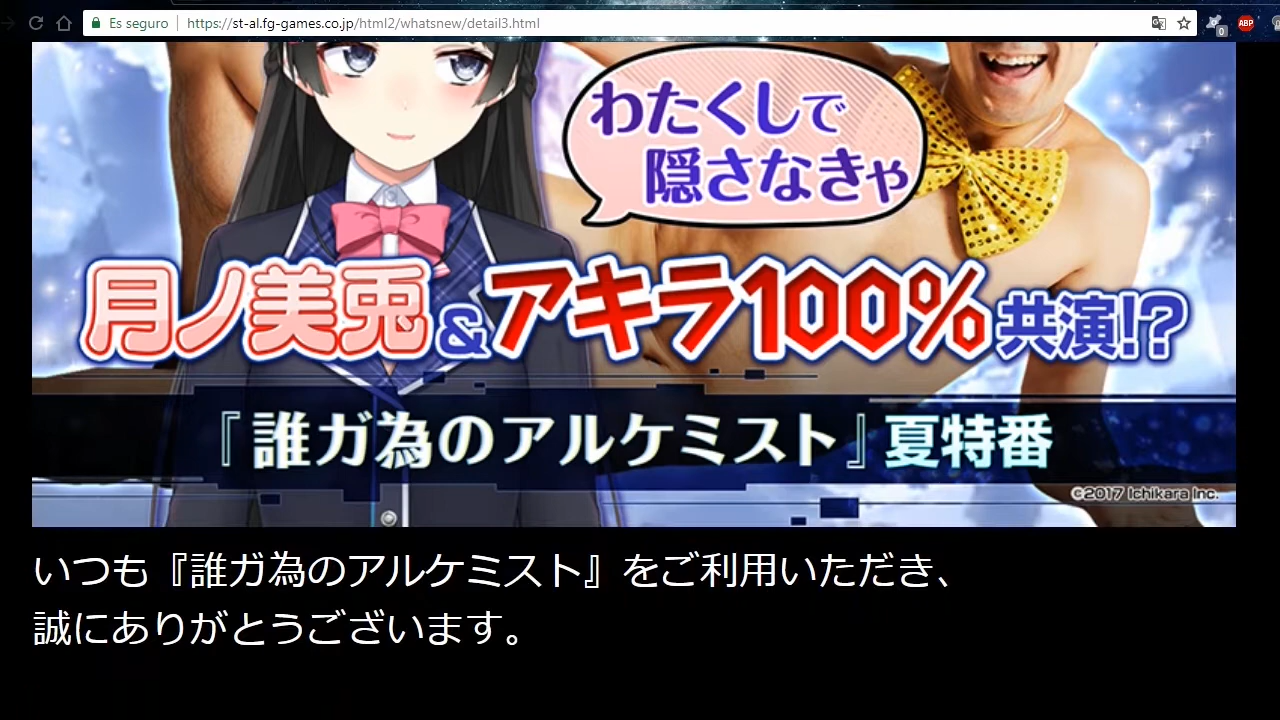 Es seguro
https://st-al.fg-games.co.jp/html2/whatsnew/detail3.html
0
ABP
わたくしで
隠さなきゃ
月ノ美兎&アキラ100%共演!?
『誰ガ為のアルケミスト』夏特番
©2017 Ichikara Inc.
いつも『誰ガ為のアルケミスト』をご利用いただき、
誠にありがとうございます。